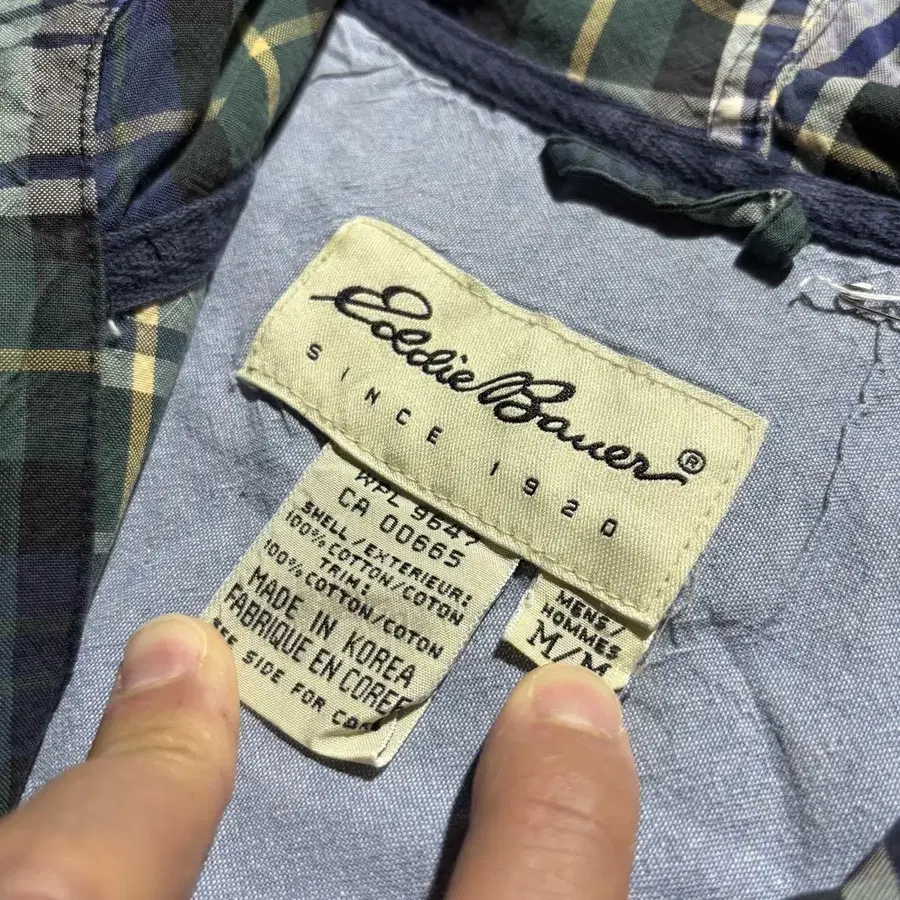 Eddie Bauer®
SINCE 1920
WPL 9647
CA 00665
SHELL/EXTERIEUR:
100% COTTON/COTON
TRIM:
100% COTTON/COTON
MADE IN KOREA
FABRIQUE EN COREE
SEE SIDE FOR CARE
MENS/
HOMMES
M/M